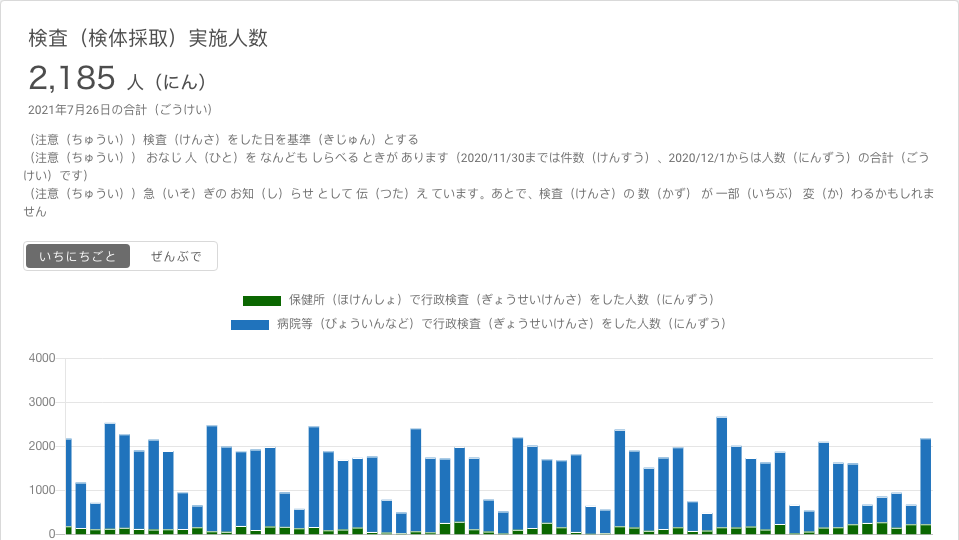 検査（検体採取）実施人数
2,185 人（にん）
2021年7月26日の合計（ごうけい）
（注意（ちゅうい））検査（けんさ）をした日を基準（きじゅん）とする
（注意（ちゅうい）） おなじ 人（ひと）を なんども しらべる ときが あります（2020/11/30までは件数（けんすう）、2020/12/1からは人数（にんずう）の合計（ごう
けい）です）
（注意（ちゅうい））急（いそ）ぎの お知（し）らせ として 伝（つた）え ています。あとで、検査（けんさ）の 数（かず） が 一部（いちぶ） 変（か）わるかもしれま
せん
いちにちごと ぜんぶで
保健所（ほけんしょ）で行政検査（ぎょうせいけんさ）をした人数（にんずう）
病院等（びょういんなど）で行政検査（ぎょうせいけんさ）をした人数（にんずう）
4000
3000
2000
1000
0